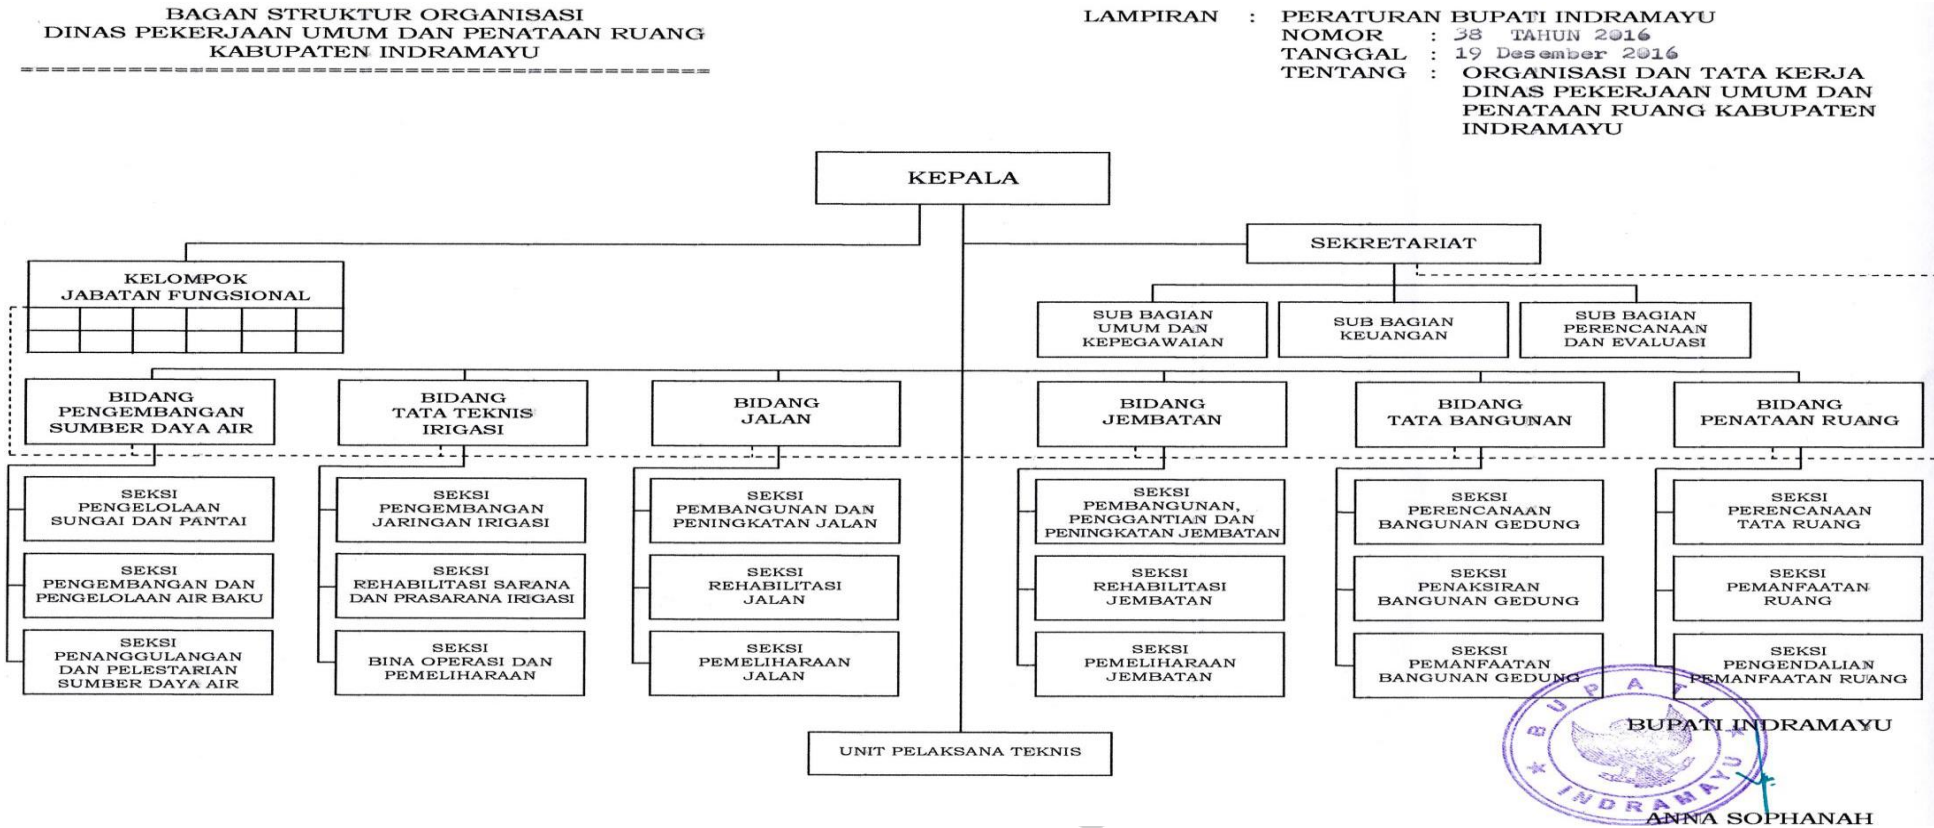 BAGAN STRUKTUR ORGANISASI
DINAS PEKERJAAN UMUM DAN PENATAAN RUANG
KABUPATEN INDRAMAYU
LAMPIRAN : PERATURAN BUPATI INDRAMAYU
NOMOR : 38 TAHUN 2016
TANGGAL : 19 Desember 2016
TENTANG : ORGANISASI DAN TATA KERJA
DINAS PEKERJAAN UMUM DAN
PENATAAN RUANG KABUPATEN
INDRAMAYU
KEPALA
SEKRETARIAT
KELOMPOK
JABATAN FUNGSIONAL
SUB BAGIAN
UMUM DAN
KEPEGAWAIAN
SUB BAGIAN
KEUANGAN
SUB BAGIAN
PERENCANAAN
DAN EVALUASI
BIDANG
PENGEMBANGAN
SUMBER DAYA AIR
BIDANG
TATA TEKNIS
IRIGASI
BIDANG
JALAN
BIDANG
JEMBATAN
BIDANG
TATA BANGUNAN
BIDANG
PENATAAN RUANG
SEKSI
PENGELOLAAN
SUNGAI DAN PANTAI
SEKSI
PENGEMBANGAN
JARINGAN IRIGASI
SEKSI
PEMBANGUNAN DAN
PENINGKATAN JALAN
SEKSI
PEMBANGUNAN,
PENGGANTIAN DAN
PENINGKATAN JEMBATAN
SEKSI
PERENCANAAN
BANGUNAN GEDUNG
SEKSI
PERENCANAAN
TATA RUANG
SEKSI
PENGEMBANGAN DAN
PENGELOLAAN AIR BAKU
SEKSI
REHABILITASI SARANA
DAN PRASARANA IRIGASI
SEKSI
REHABILITASI
JALAN
SEKSI
REHABILITASI
JEMBATAN
SEKSI
PENAKSIRAN
BANGUNAN GEDUNG
SEKSI
PEMANFAATAN
RUANG
SEKSI
PENANGGULANGAN
DAN PELESTARIAN
SUMBER DAYA AIR
SEKSI
BINA OPERASI DAN
PEMELIHARAAN
SEKSI
PEMELIHARAAN
JALAN
SEKSI
PEMELIHARAAN
JEMBATAN
SEKSI
PEMANFAATAN
BANGUNAN GEDUNG
SEKSI
PENGENDALIAN
PEMANFAATAN RUANG
UNIT PELAKSANA TEKNIS
BUPATI INDRAMAYU
BUPATI
INDRAMAYU
ANNA SOPHANAH